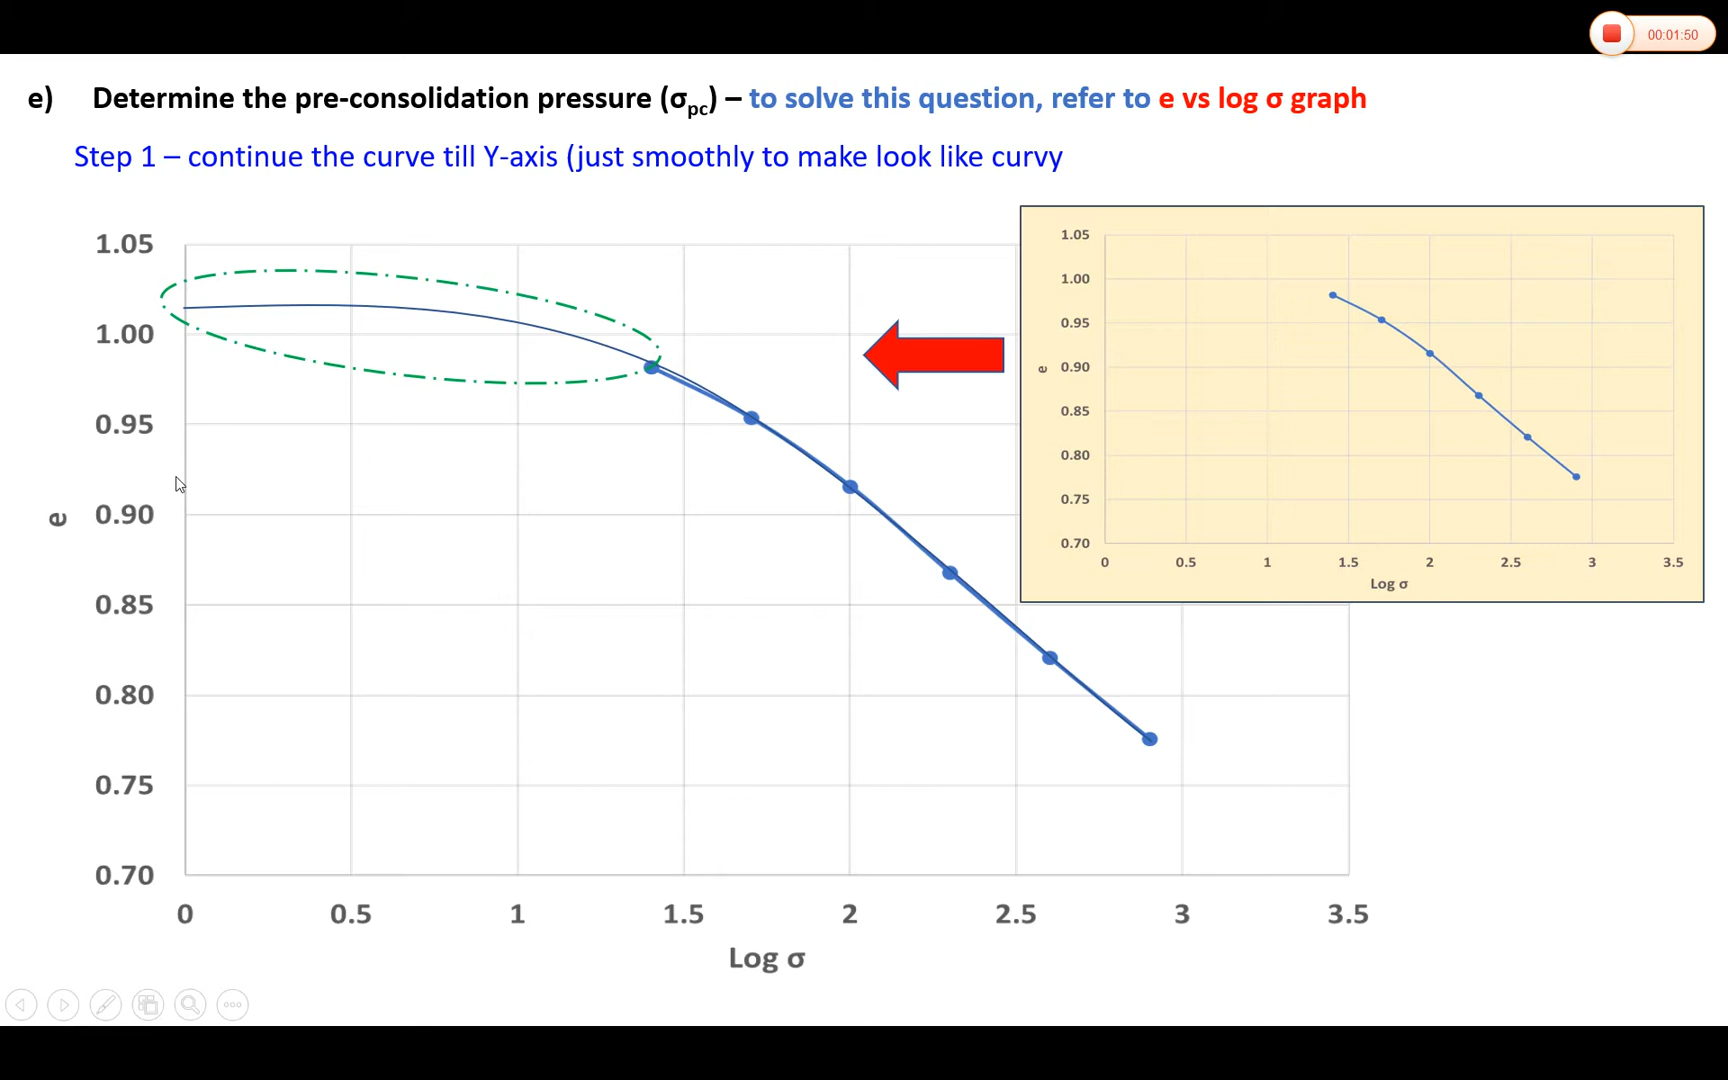 00:01:50
e) Determine the pre-consolidation pressure (σpc) – to solve this question, refer to e vs log σ graph
Step 1 – continue the curve till Y-axis (just smoothly to make look like curvy
1.05
1.00
0.95
0.90
0.85
0.80
0.75
0.70
e
0 0.5 1 1.5 2 2.5 3 3.5
Log σ
1.05
1.00
0.95
0.90
0.85
0.80
0.75
0.70
e
0 0.5 1 1.5 2 2.5 3 3.5
Log σ